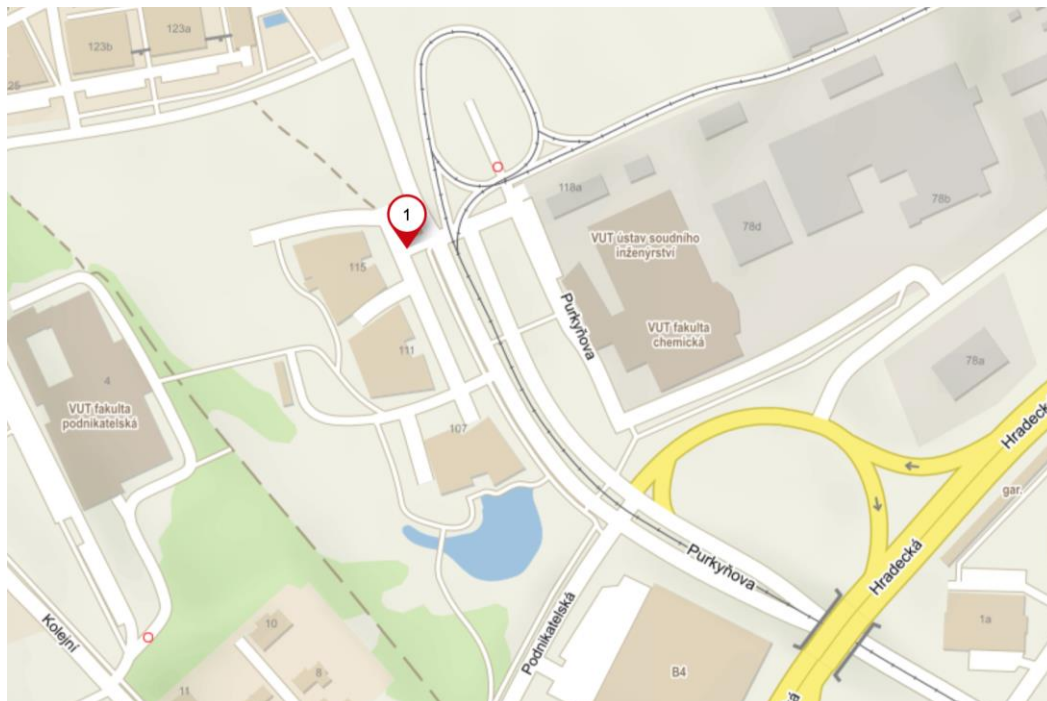 123a
123b
25
1
118a
78b
78d
VUT ústav soudního
inženýrství
115
Purkyňova
VUT fakulta
chemická
111
78a
4
VUT fakulta
podnikatelská
107
Hradeck
gar.
Purkyňova
Hradecká
Kolejní
10
Podnikatelská
1a
8
B4
11
á